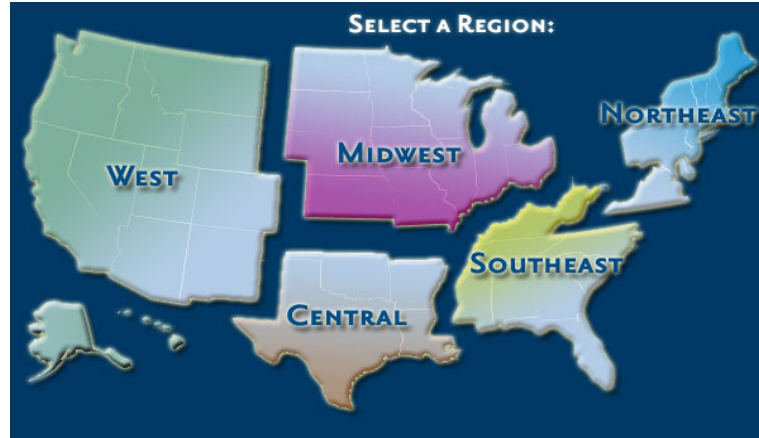 SELECT A REGION:
NORTHEAST
MIDWEST
WEST
SOUTHEAST
CENTRAL